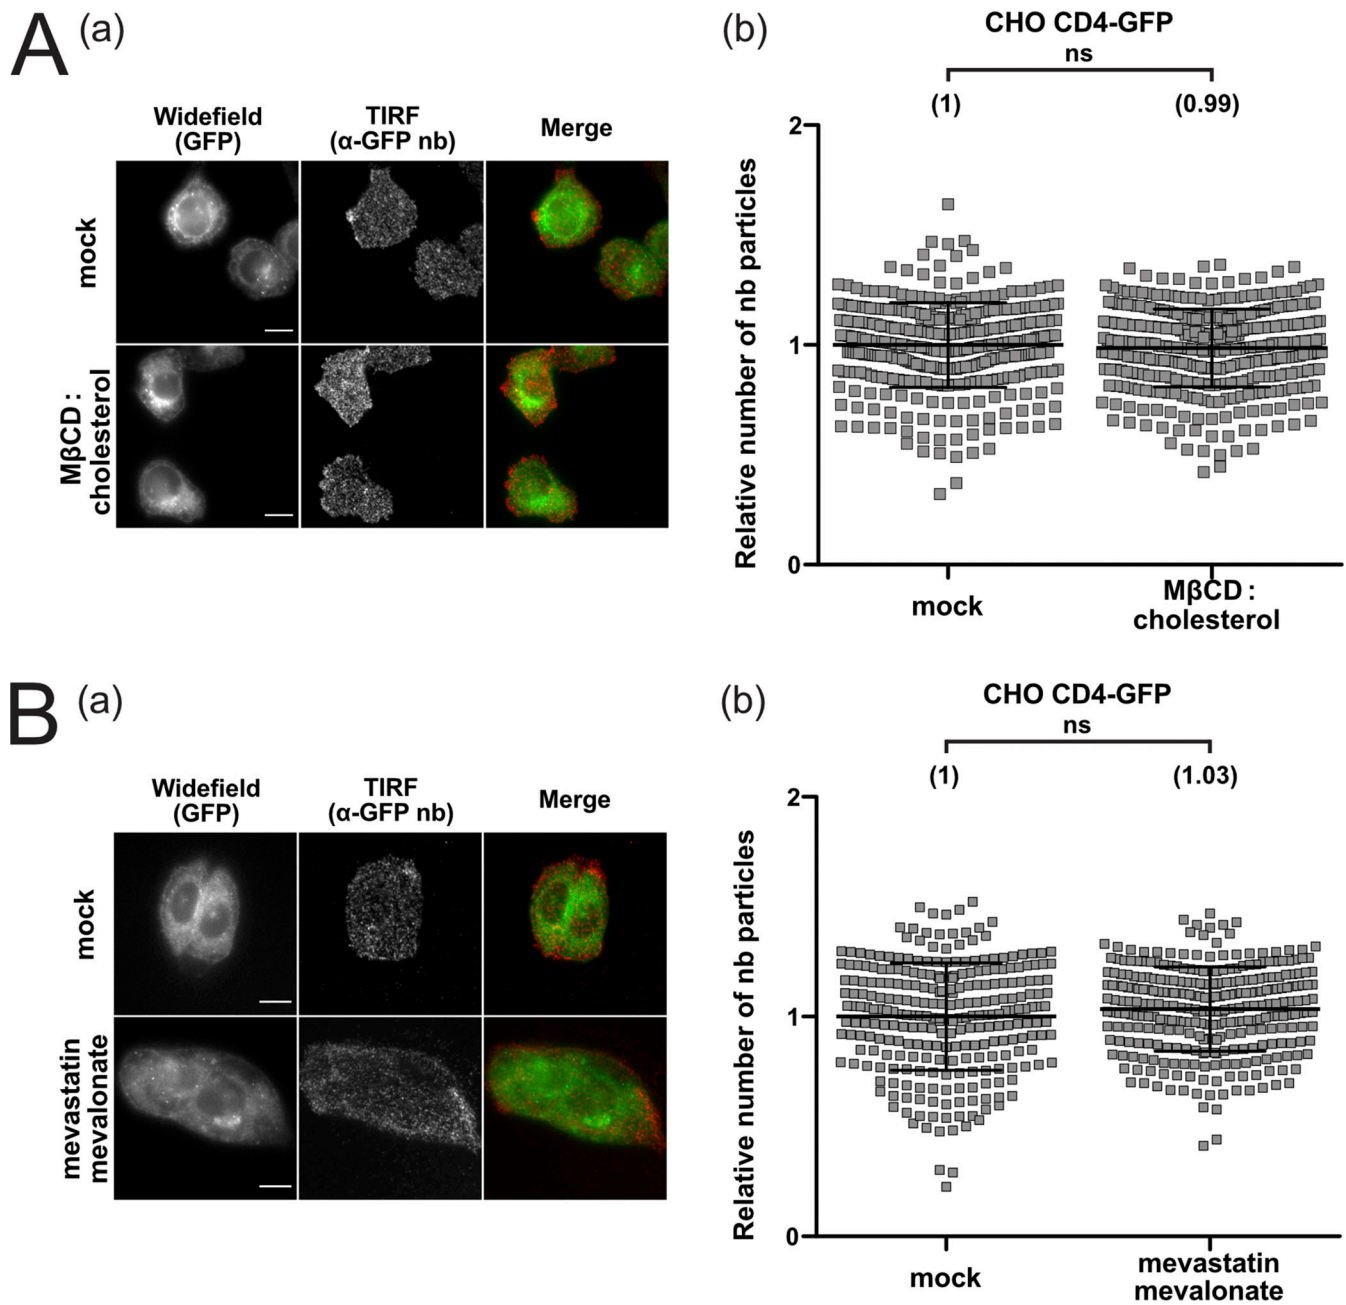 A
(a)
Widefield
(GFP)
TIRF
(α-GFP nb)
Merge
mock
MβCD :
cholesterol
(b)
CHO CD4-GFP
ns
(1)
(0.99)
Relative number of nb particles
2
1
0
mock
MβCD :
cholesterol
B
(a)
Widefield
(GFP)
TIRF
(α-GFP nb)
Merge
mock
mevastatin
mevalonate
(b)
CHO CD4-GFP
ns
(1)
(1.03)
Relative number of nb particles
2
1
0
mock
mevastatin
mevalonate